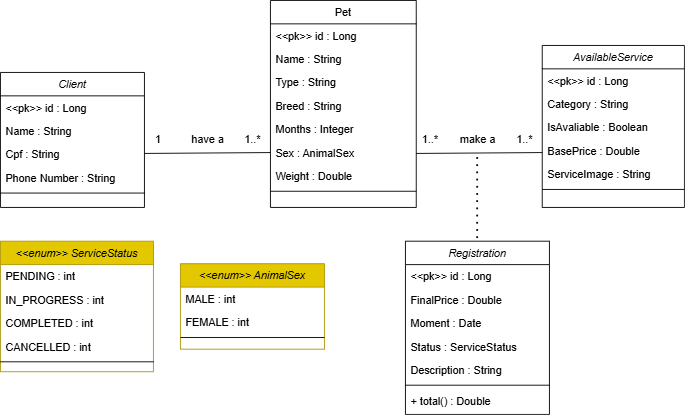 Pet
<<pk>> id : Long
Name : String
Type : String
Breed : String
Months : Integer
Sex : AnimalSex
Weight : Double
Client
<<pk>> id : Long
Name : String
Cpf : String
Phone Number : String
1 have a 1..*
1..* make a 1..*
AvailableService
<<pk>> id : Long
Category : String
IsAvaliable : Boolean
BasePrice : Double
ServiceImage : String
<<enum>> ServiceStatus
PENDING : int
IN_PROGRESS : int
COMPLETED : int
CANCELLED : int
<<enum>> AnimalSex
MALE : int
FEMALE : int
Registration
<<pk>> id : Long
FinalPrice : Double
Moment : Date
Status : ServiceStatus
Description : String
+ total() : Double